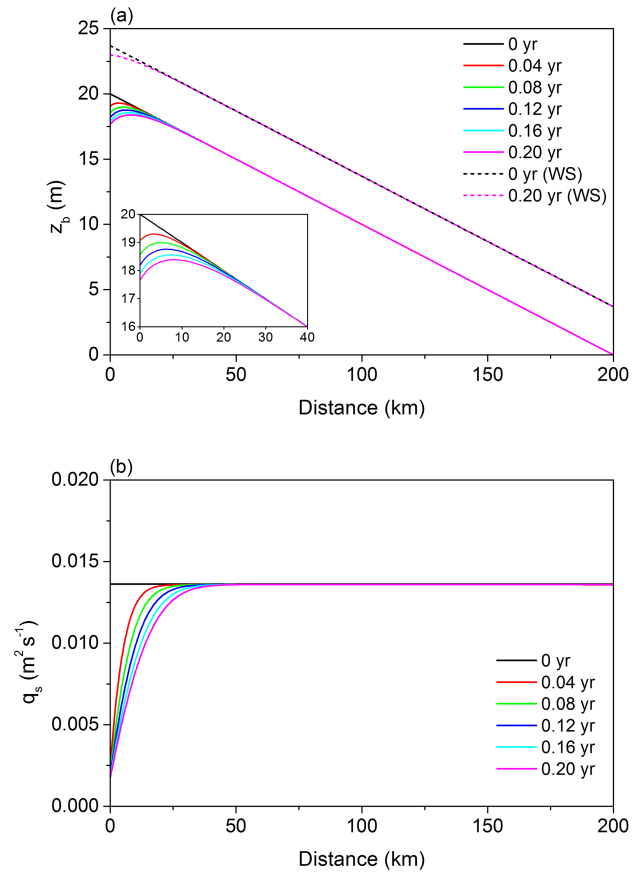 (a)
25
20
15
10
5
0
z_b (m)
0 yr
0.04 yr
0.08 yr
0.12 yr
0.16 yr
0.20 yr
0 yr (WS)
0.20 yr (WS)
20
19
18
17
16
0 10 20 30 40
0 50 100 150 200
Distance (km)
(b)
0.020
0.015
0.010
0.005
0.000
q_s (m² s⁻¹)
0 yr
0.04 yr
0.08 yr
0.12 yr
0.16 yr
0.20 yr
0 50 100 150 200
Distance (km)